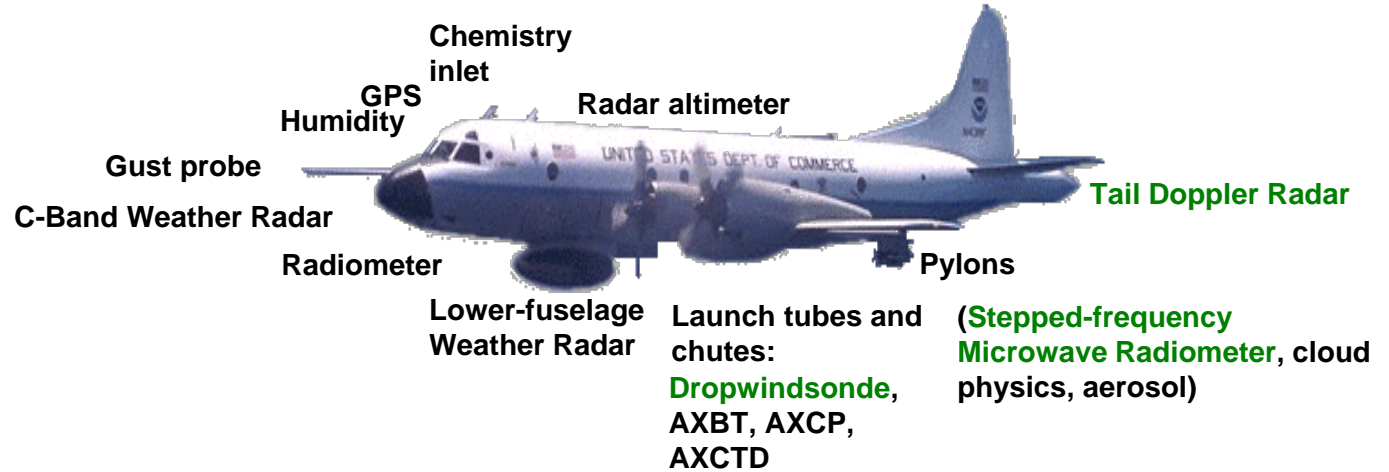 Chemistry
inlet
GPS
Humidity
Radar altimeter
Gust probe
UNITED STATES DEPT. OF COMMERCE
Tail Doppler Radar
C-Band Weather Radar
Radiometer
Pylons
Lower-fuselage
Weather Radar
Launch tubes and
chutes:
Dropwindsonde,
AXBT, AXCP,
AXCTD
(Stepped-frequency
Microwave Radiometer, cloud
physics, aerosol)